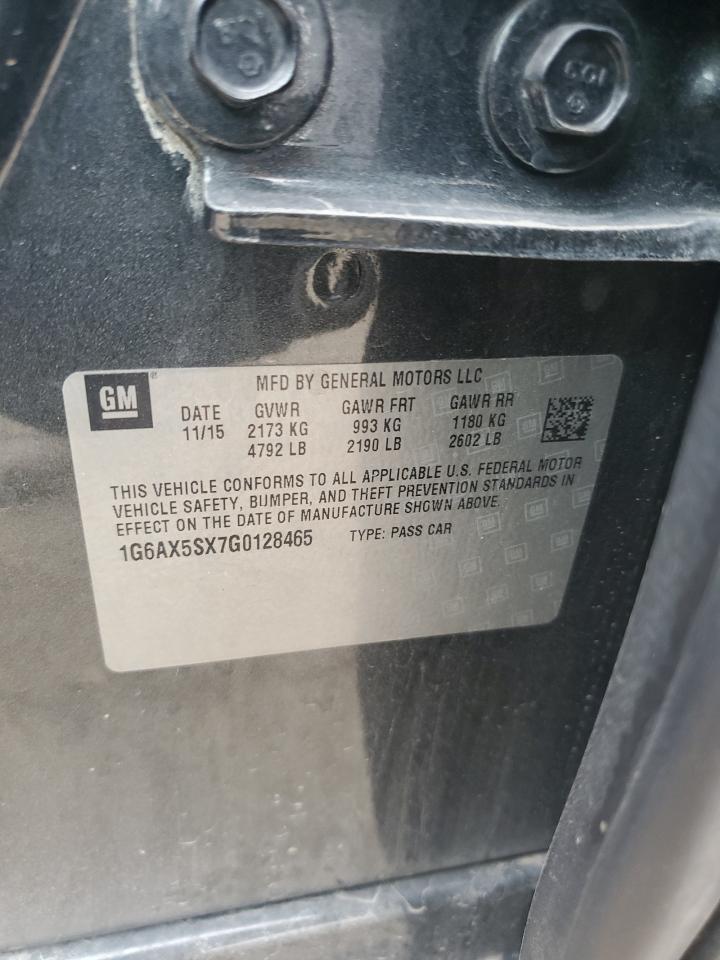 GM
MFD BY GENERAL MOTORS LLC
DATE GVWR GAWR FRT GAWR RR
11/15 2173 KG 993 KG 1180 KG
4792 LB 2190 LB 2602 LB
THIS VEHICLE CONFORMS TO ALL APPLICABLE U.S. FEDERAL MOTOR
VEHICLE SAFETY, BUMPER, AND THEFT PREVENTION STANDARDS IN
EFFECT ON THE DATE OF MANUFACTURE SHOWN ABOVE.
1G6AX5SX7G0128465 TYPE: PASS CAR